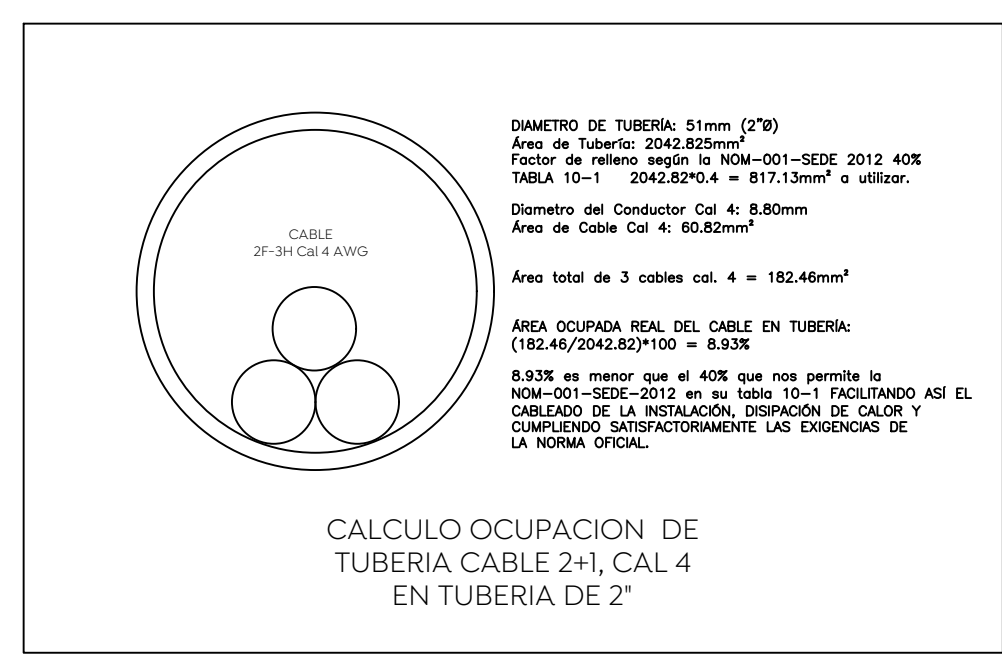 DIAMETRO DE TUBERÍA: 51mm (2"Ø)
Área de Tubería: 2042.825mm²
Factor de relleno según la NOM-001-SEDE 2012 40%
TABLA 10-1 2042.82*0.4 = 817.13mm² a utilizar.
Diametro del Conductor Cal 4: 8.80mm
Área de Cable Cal 4: 60.82mm²
CABLE
2F-3H Cal 4 AWG
Área total de 3 cables cal. 4 = 182.46mm²
ÁREA OCUPADA REAL DEL CABLE EN TUBERÍA:
(182.46/2042.82)*100 = 8.93%
8.93% es menor que el 40% que nos permite la
NOM-001-SEDE-2012 en su tabla 10-1 FACILITANDO ASÍ EL
CABLEADO DE LA INSTALACIÓN, DISIPACIÓN DE CALOR Y
CUMPLIENDO SATISFACTORIAMENTE LAS EXIGENCIAS DE
LA NORMA OFICIAL.
CALCULO OCUPACION DE
TUBERIA CABLE 2+1, CAL 4
EN TUBERIA DE 2"